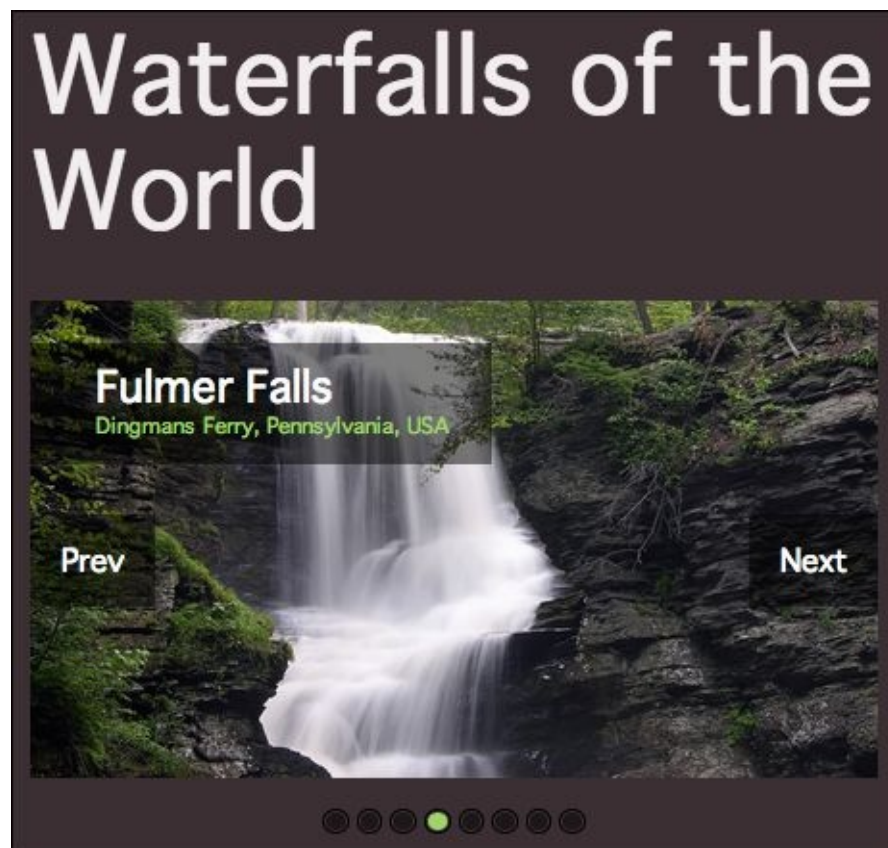 Waterfalls of the
World
Fulmer Falls
Dingmans Ferry, Pennsylvania, USA
Prev
Next